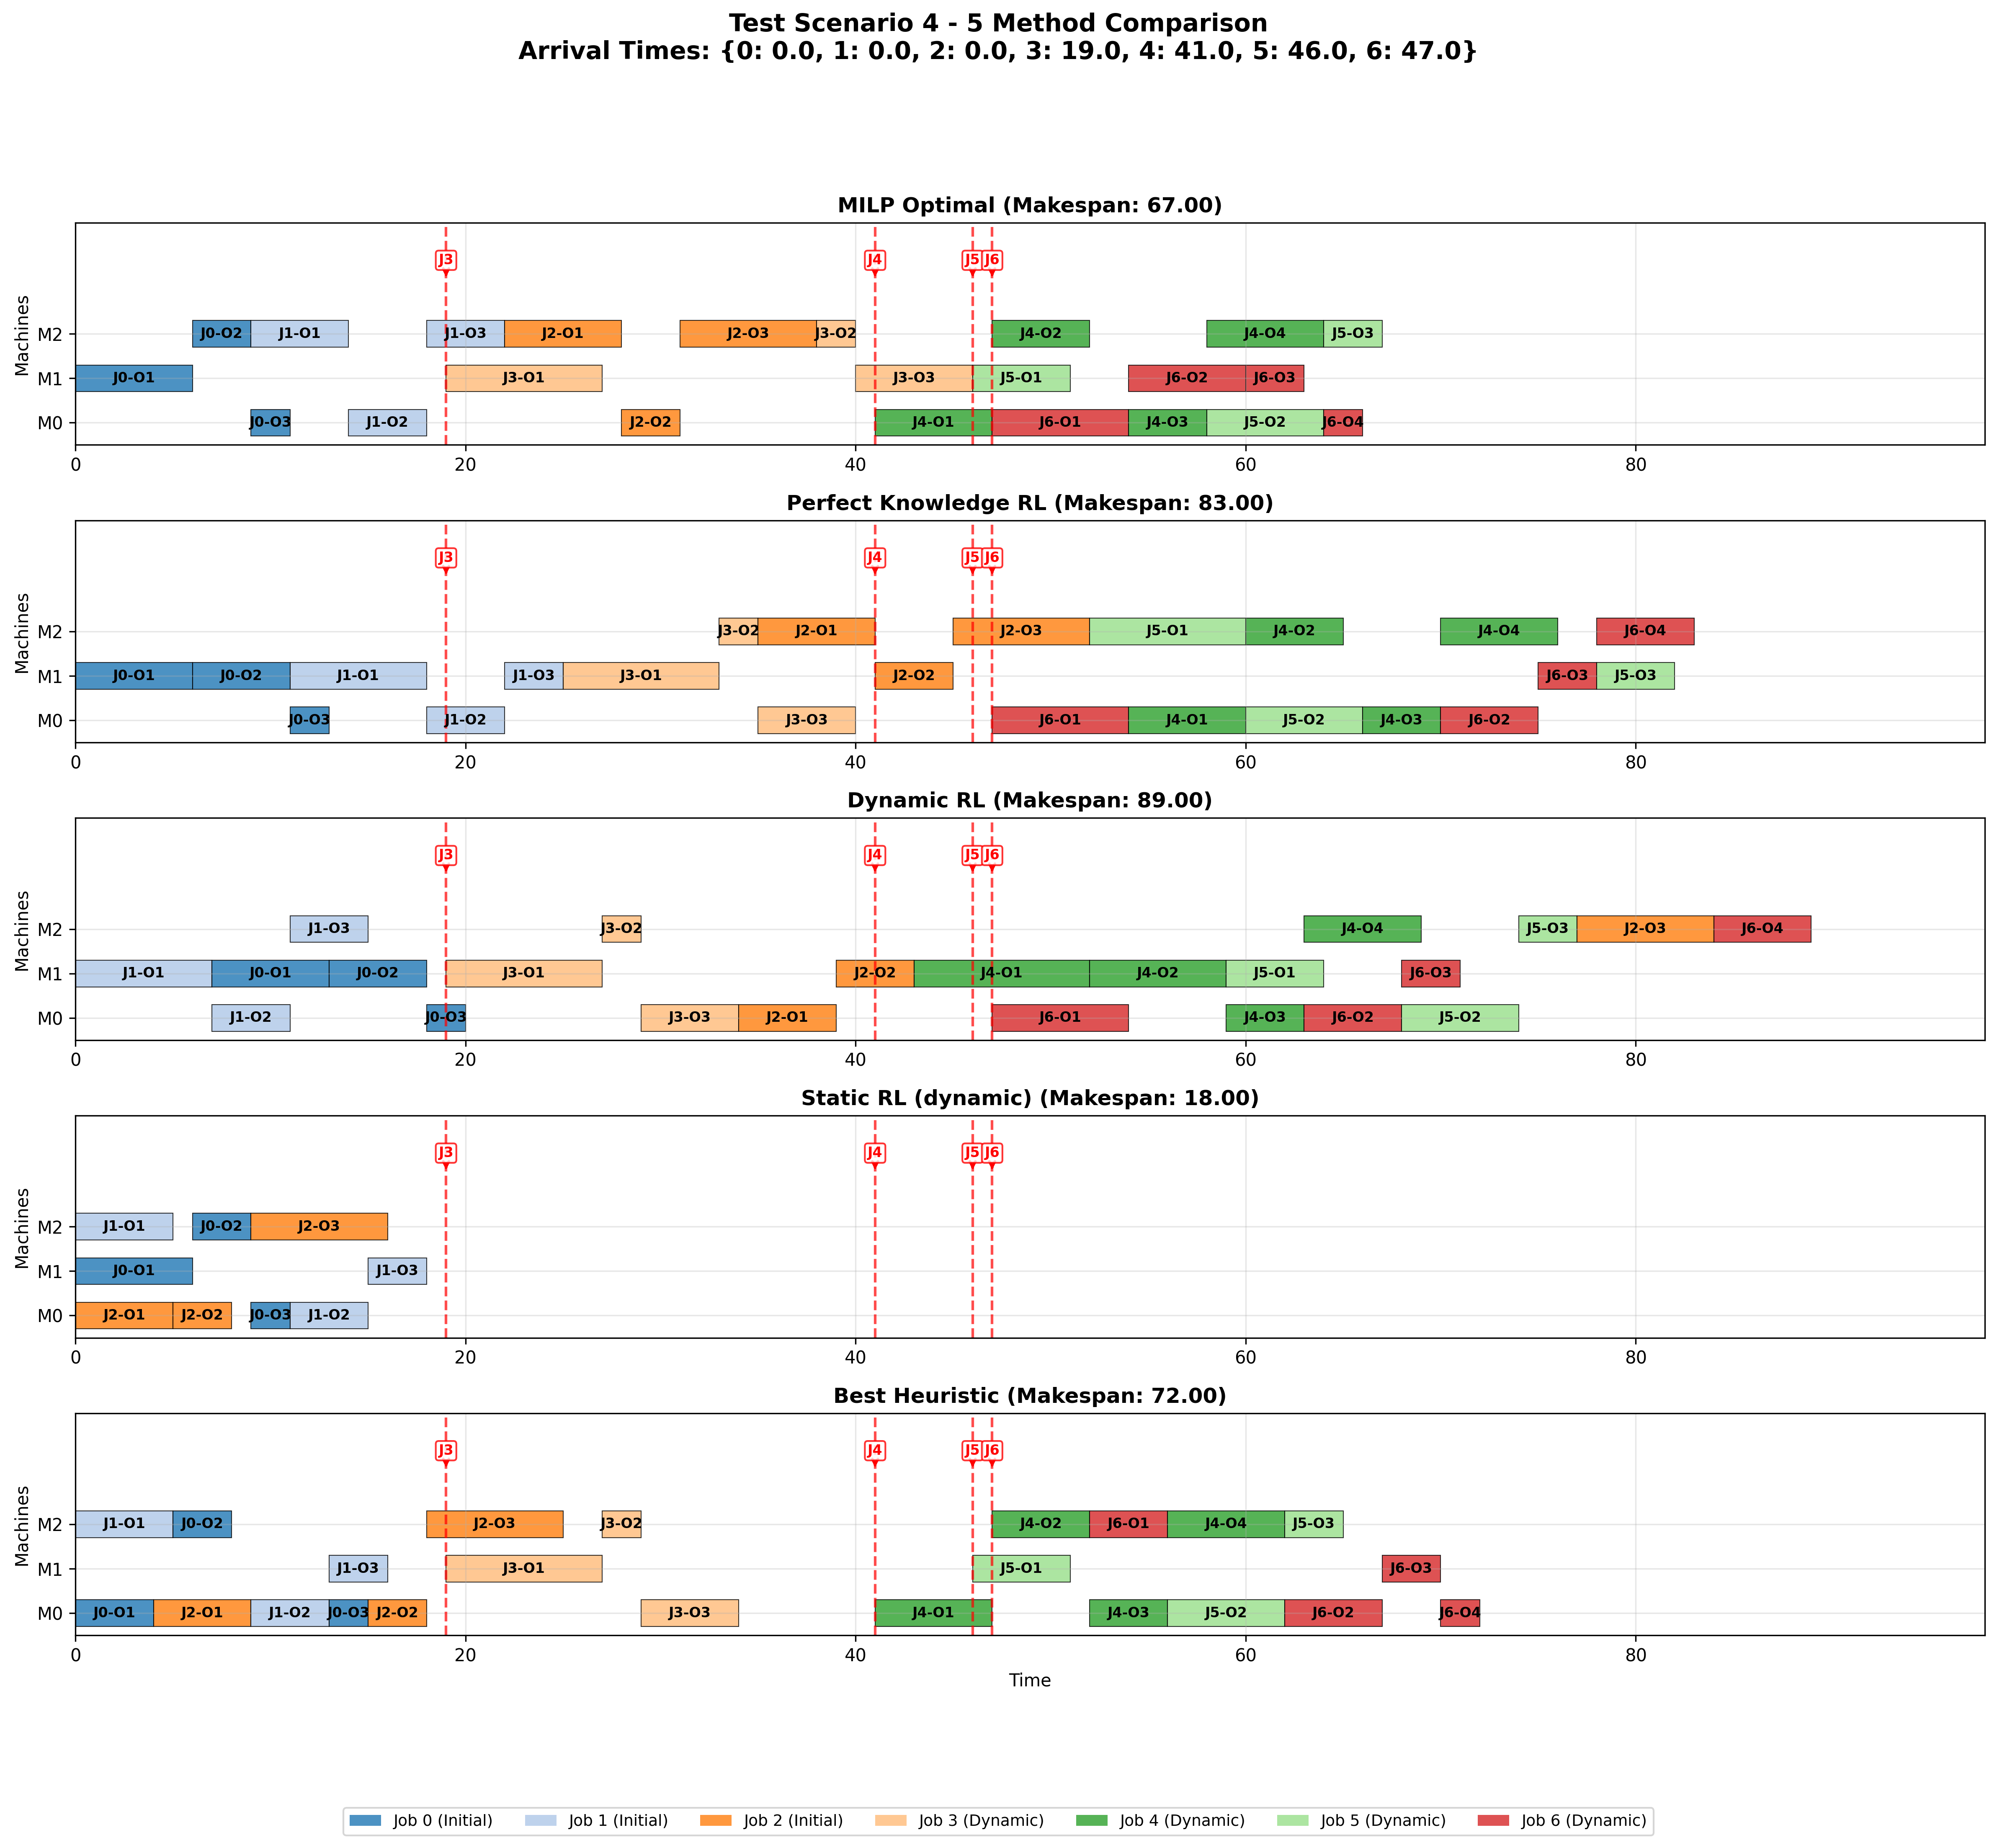 Test Scenario 4 - 5 Method Comparison
Arrival Times: {0: 0.0, 1: 0.0, 2: 0.0, 3: 19.0, 4: 41.0, 5: 46.0, 6: 47.0}
MILP Optimal (Makespan: 67.00)
J3 J4 J5 J6
Machines
M2 J0-O2 J1-O1 J1-O3 J2-O1 J2-O3 J3-O2 J4-O2 J4-O4 J5-O3
M1 J0-O1 J3-O1 J3-O3 J5-O1 J6-O2 J6-O3
M0 J0-O3 J1-O2 J2-O2 J4-O1 J6-O1 J4-O3 J5-O2 J6-O4
0 20 40 60 80
Perfect Knowledge RL (Makespan: 83.00)
J3 J4 J5 J6
Machines
M2 J3-O2 J2-O1 J2-O3 J5-O1 J4-O2 J4-O4 J6-O4
M1 J0-O1 J0-O2 J1-O1 J1-O3 J3-O1 J2-O2 J6-O3 J5-O3
M0 J0-O3 J1-O2 J3-O3 J6-O1 J4-O1 J5-O2 J4-O3 J6-O2
0 20 40 60 80
Dynamic RL (Makespan: 89.00)
J3 J4 J5 J6
Machines
M2 J1-O3 J3-O2 J4-O4 J5-O3 J2-O3 J6-O4
M1 J1-O1 J0-O1 J0-O2 J3-O1 J2-O2 J4-O1 J4-O2 J5-O1 J6-O3
M0 J1-O2 J0-O3 J3-O3 J2-O1 J6-O1 J4-O3 J6-O2 J5-O2
0 20 40 60 80
Static RL (dynamic) (Makespan: 18.00)
J3 J4 J5 J6
Machines
M2 J1-O1 J0-O2 J2-O3
M1 J0-O1 J1-O3
M0 J2-O1 J2-O2 J0-O3 J1-O2
0 20 40 60 80
Best Heuristic (Makespan: 72.00)
J3 J4 J5 J6
Machines
M2 J1-O1 J0-O2 J2-O3 J3-O2 J4-O2 J6-O1 J4-O4 J5-O3
M1 J1-O3 J3-O1 J5-O1 J6-O3
M0 J0-O1 J2-O1 J1-O2 J0-O3 J2-O2 J3-O3 J4-O1 J4-O3 J5-O2 J6-O2 J6-O4
0 20 40 60 80
Time
Job 0 (Initial) Job 1 (Initial) Job 2 (Initial) Job 3 (Dynamic) Job 4 (Dynamic) Job 5 (Dynamic) Job 6 (Dynamic)